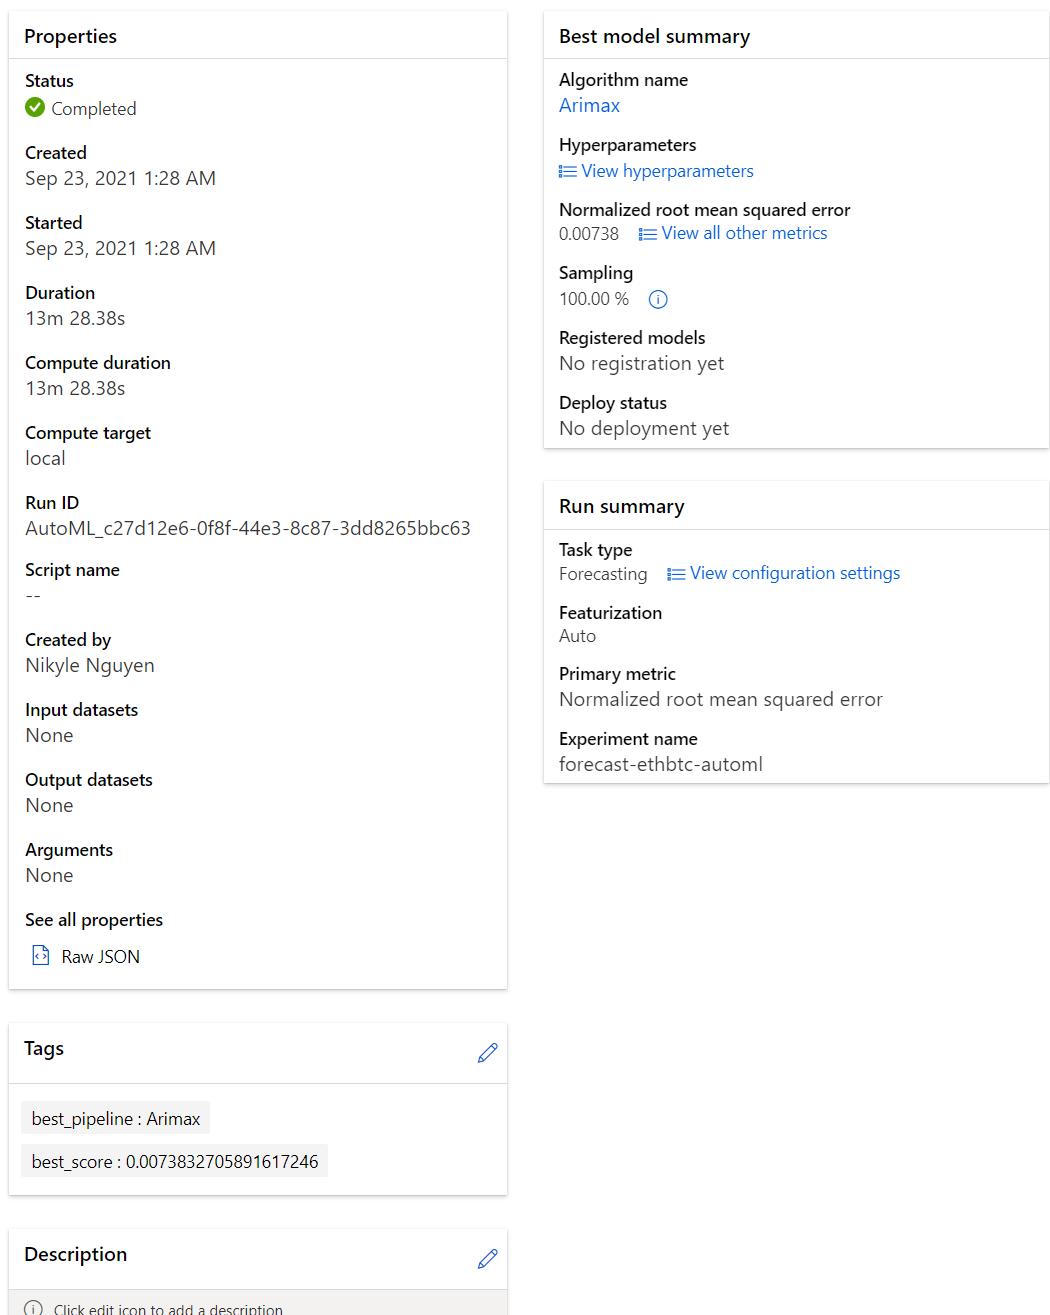 Properties
Status
Completed
Created
Sep 23, 2021 1:28 AM
Started
Sep 23, 2021 1:28 AM
Duration
13m 28.38s
Compute duration
13m 28.38s
Compute target
local
Run ID
AutoML_c27d12e6-0f8f-44e3-8c87-3dd8265bbc63
Script name
--
Created by
Nikyle Nguyen
Input datasets
None
Output datasets
None
Arguments
None
See all properties
Raw JSON
Tags
best_pipeline : Arimax
best_score : 0.0073832705891617246
Description
Click edit icon to add a description
Best model summary
Algorithm name
Arimax
Hyperparameters
View hyperparameters
Normalized root mean squared error
0.00738 View all other metrics
Sampling
100.00 %
Registered models
No registration yet
Deploy status
No deployment yet
Run summary
Task type
Forecasting View configuration settings
Featurization
Auto
Primary metric
Normalized root mean squared error
Experiment name
forecast-ethbtc-automl